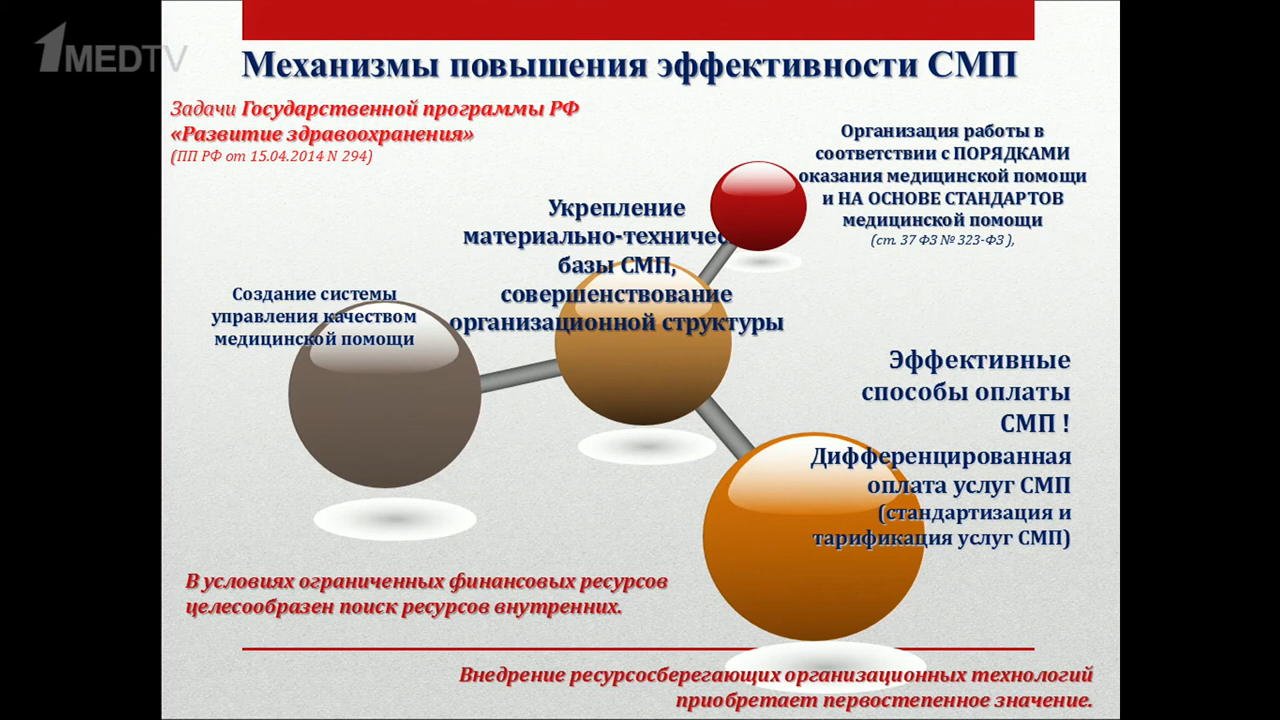 1MEDTV
Механизмы повышения эффективности СМП
Задачи Государственной программы РФ
«Развитие здравоохранения»
(ПП РФ от 15.04.2014 N 294)
Организация работы в
соответствии с ПОРЯДКАМИ
оказания медицинской помощи
и НА ОСНОВЕ СТАНДАРТОВ
медицинской помощи
(ст. 37 ФЗ № 323-ФЗ ),
Укрепление
материально-техничес
базы СМП,
совершенствование
организационной структуры
Создание системы
управления качеством
медицинской помощи
Эффективные
способы оплаты
СМП !
Дифференцированная
оплата услуг СМП
(стандартизация и
тарификация услуг СМП)
В условиях ограниченных финансовых ресурсов
целесообразен поиск ресурсов внутренних.
Внедрение ресурсосберегающих организационных технологий
приобретает первостепенное значение.